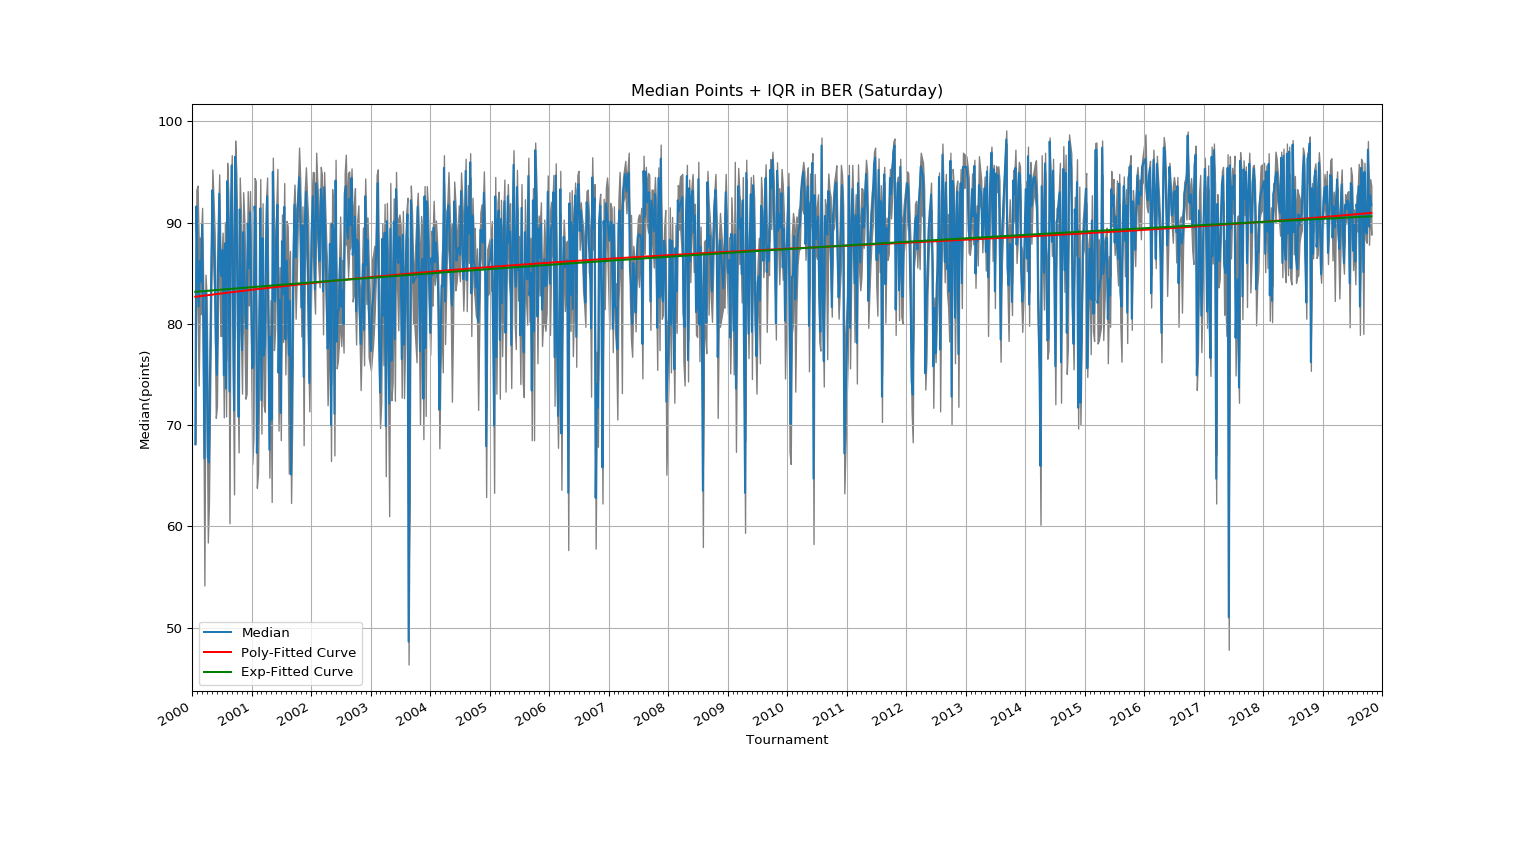 Median Points + IQR in BER (Saturday)
100
90
80
70
60
50
Median(points)
Median
Poly-Fitted Curve
Exp-Fitted Curve
2000 2001 2002 2003 2004 2005 2006 2007 2008 2009 2010 2011 2012 2013 2014 2015 2016 2017 2018 2019 2020
Tournament